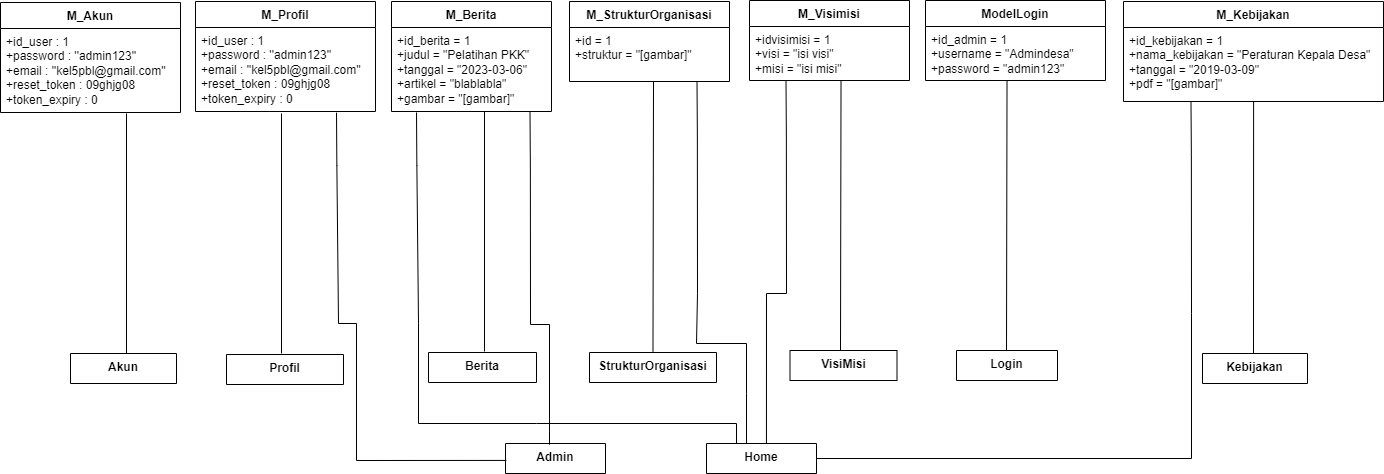 M_Akun
+id_user : 1
+password : "admin123"
+email : "kel5pbl@gmail.com"
+reset_token : 09ghjg08
+token_expiry : 0
M_Profil
+id_user : 1
+password : "admin123"
+email : "kel5pbl@gmail.com"
+reset_token : 09ghjg08
+token_expiry : 0
M_Berita
+id_berita = 1
+judul = "Pelatihan PKK"
+tanggal = "2023-03-06"
+artikel = "blablabla"
+gambar = "[gambar]"
M_StrukturOrganisasi
+id = 1
+struktur = "[gambar]"
M_Visimisi
+idvisimisi = 1
+visi = "isi visi"
+misi = "isi misi"
ModelLogin
+id_admin = 1
+username = "Admindesa"
+password = "admin123"
M_Kebijakan
+id_kebijakan = 1
+nama_kebijakan = "Peraturan Kepala Desa"
+tanggal = "2019-03-09"
+pdf = "[gambar]"
Akun
Profil
Berita
StrukturOrganisasi
VisiMisi
Login
Kebijakan
Admin
Home